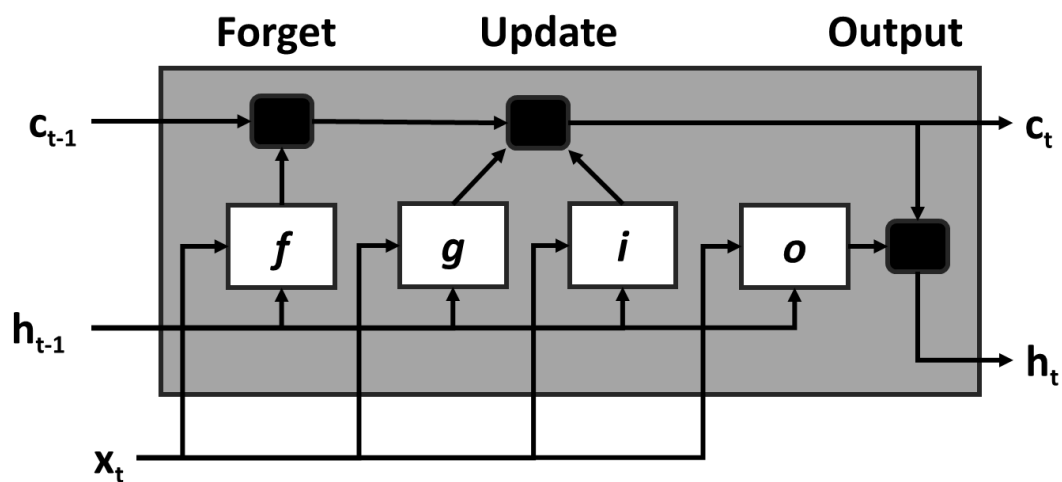 Forget Update Output
c_{t-1} c_t
f g i o
h_{t-1} h_t
x_t